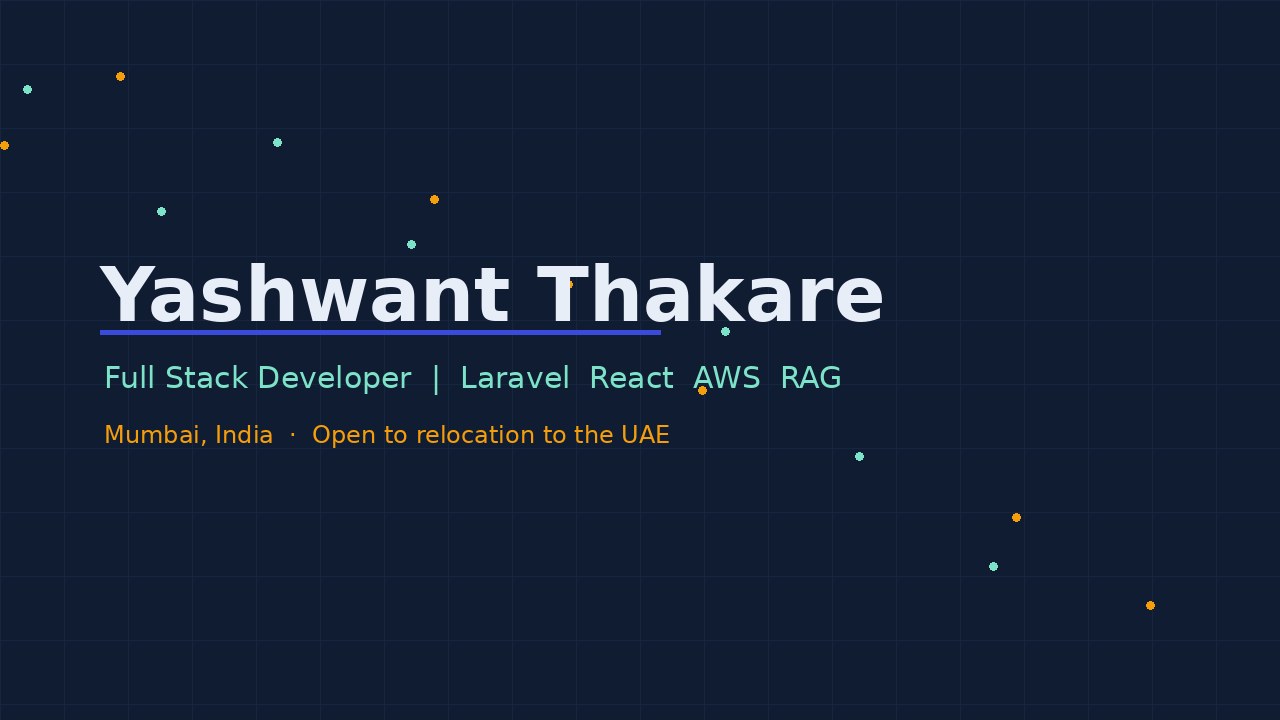 Yashwant Thakare
Full Stack Developer | Laravel React AWS RAG
Mumbai, India · Open to relocation to the UAE